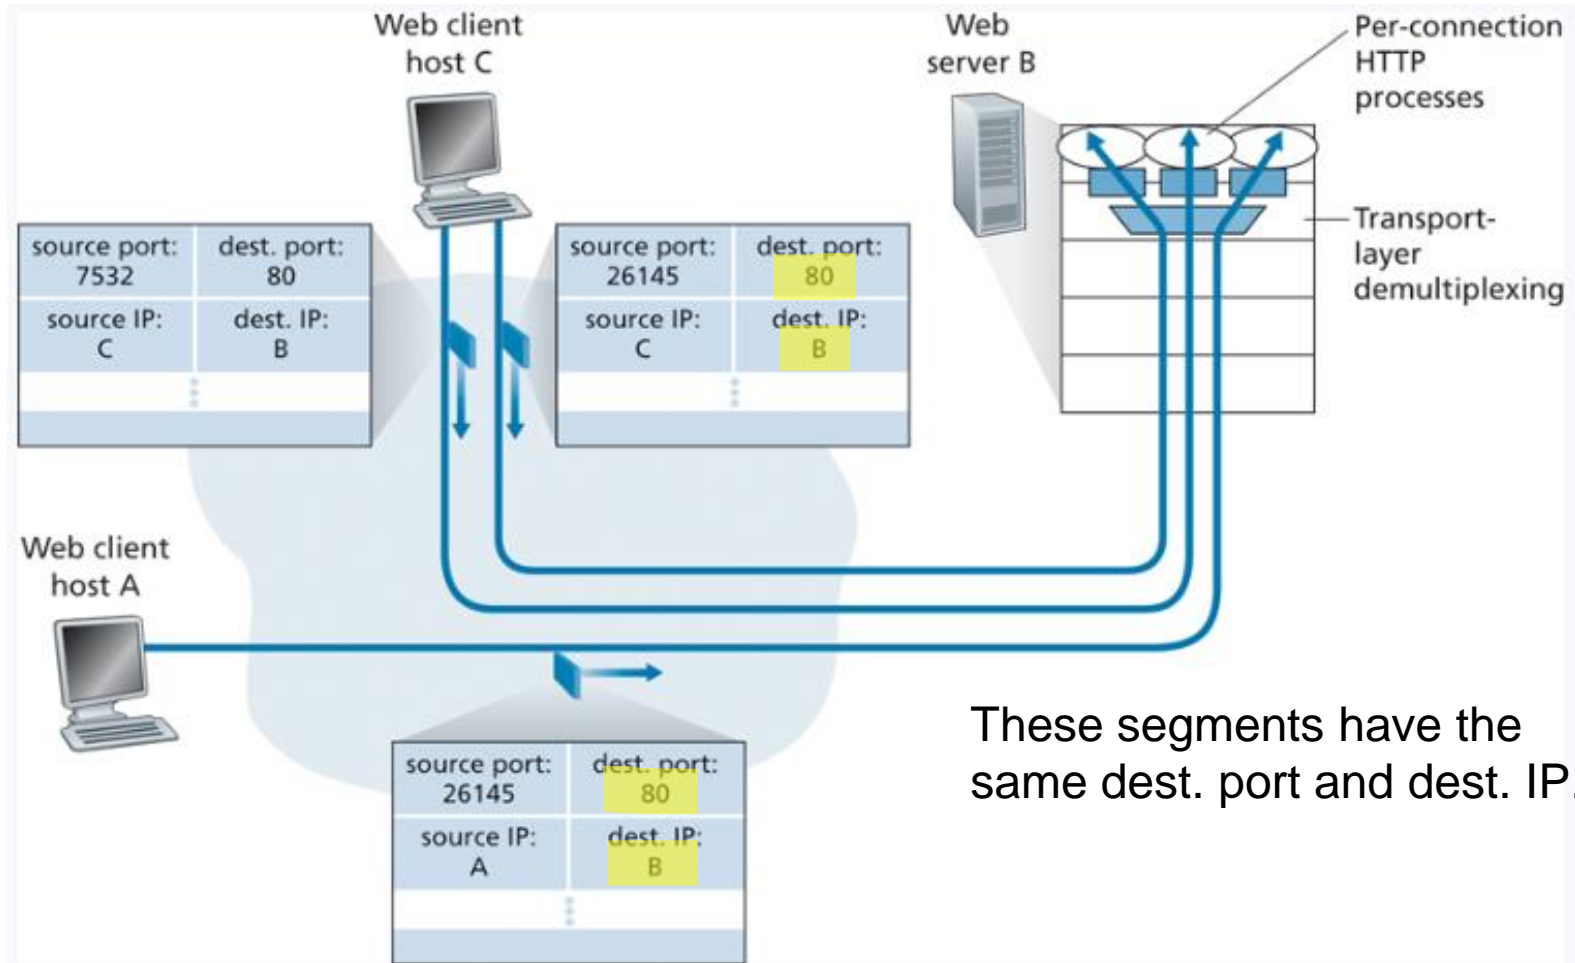 Web client
host C
Web
server B
Per-connection
HTTP
processes
Transport-
layer
demultiplexing
source port:
7532
dest. port:
80
source IP:
C
dest. IP:
B
source port:
26145
dest. port:
80
source IP:
C
dest. IP:
B
Web client
host A
source port:
26145
dest. port:
80
source IP:
A
dest. IP:
B
These segments have the
same dest. port and dest. IP.